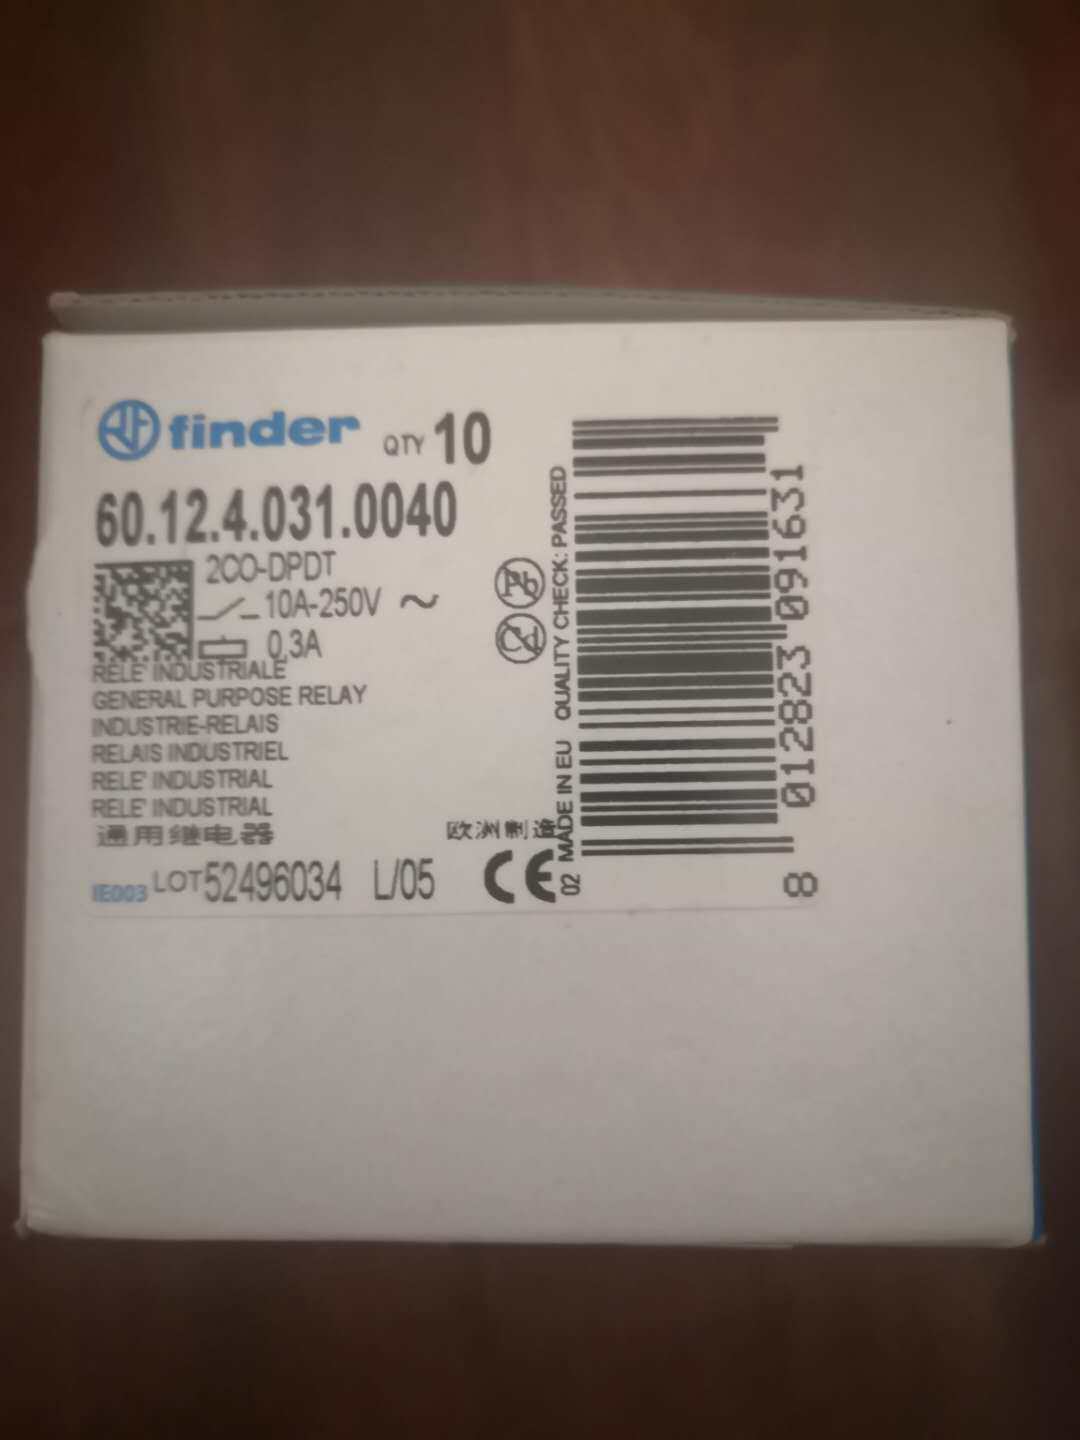 finder QTY 10
60.12.4.031.0040
2CO-DPDT
10A-250V ~
0,3A
RELE' INDUSTRIALE
GENERAL PURPOSE RELAY
INDUSTRIE-RELAIS
RELAIS INDUSTRIEL
RELE' INDUSTRIAL
RELE' INDUSTRIAL
通用继电器
欧洲制造
IE003 LOT 52496034 L/05
CE
02 MADE IN EU QUALITY CHECK: PASSED
8 012823 091631